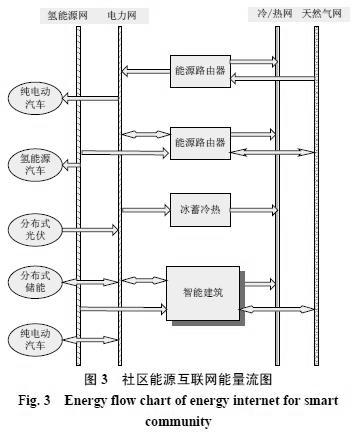 氢能源网 电力网 冷/热网 天然气网
能源路由器
纯电动
汽车
能源路由器
氢能源
汽车
冰蓄冷热
分布式
光伏
分布式
储能
智能建筑
纯电动
汽车
图 3 社区能源互联网能量流图
Fig. 3 Energy flow chart of energy internet for smart
community